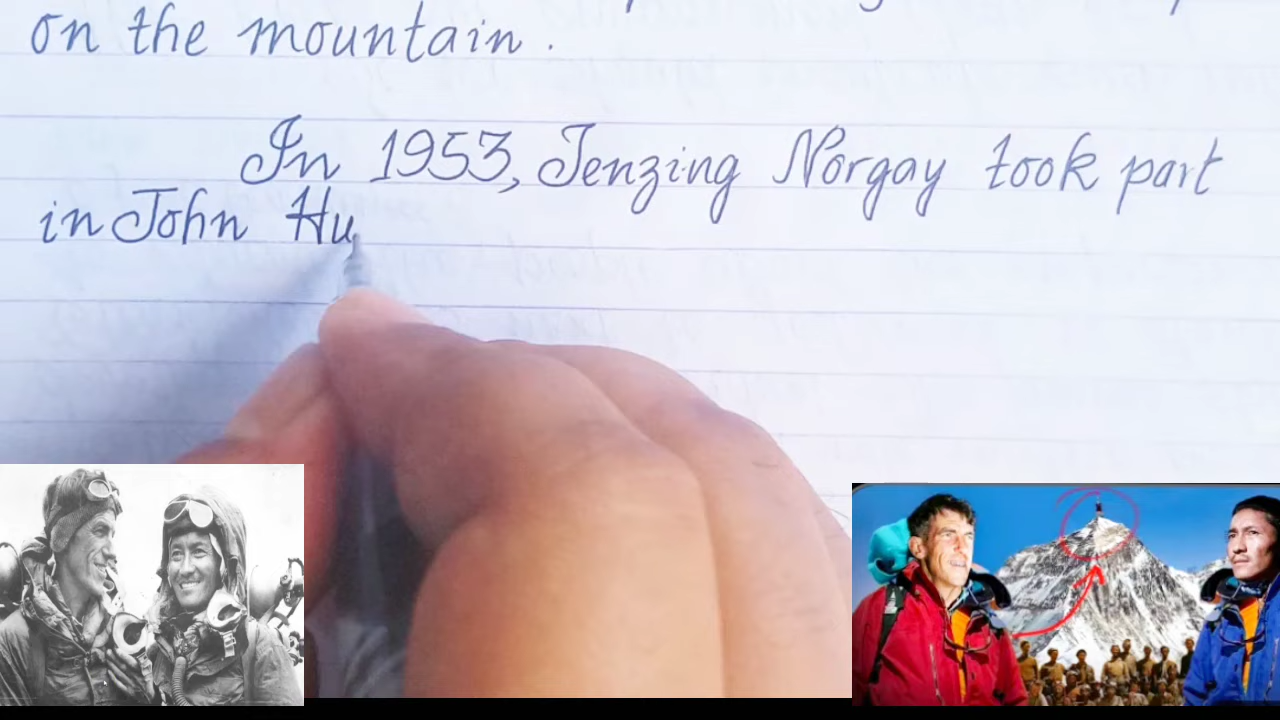 on the mountain.
In 1953, Tenzing Norgay took part
in John Hu